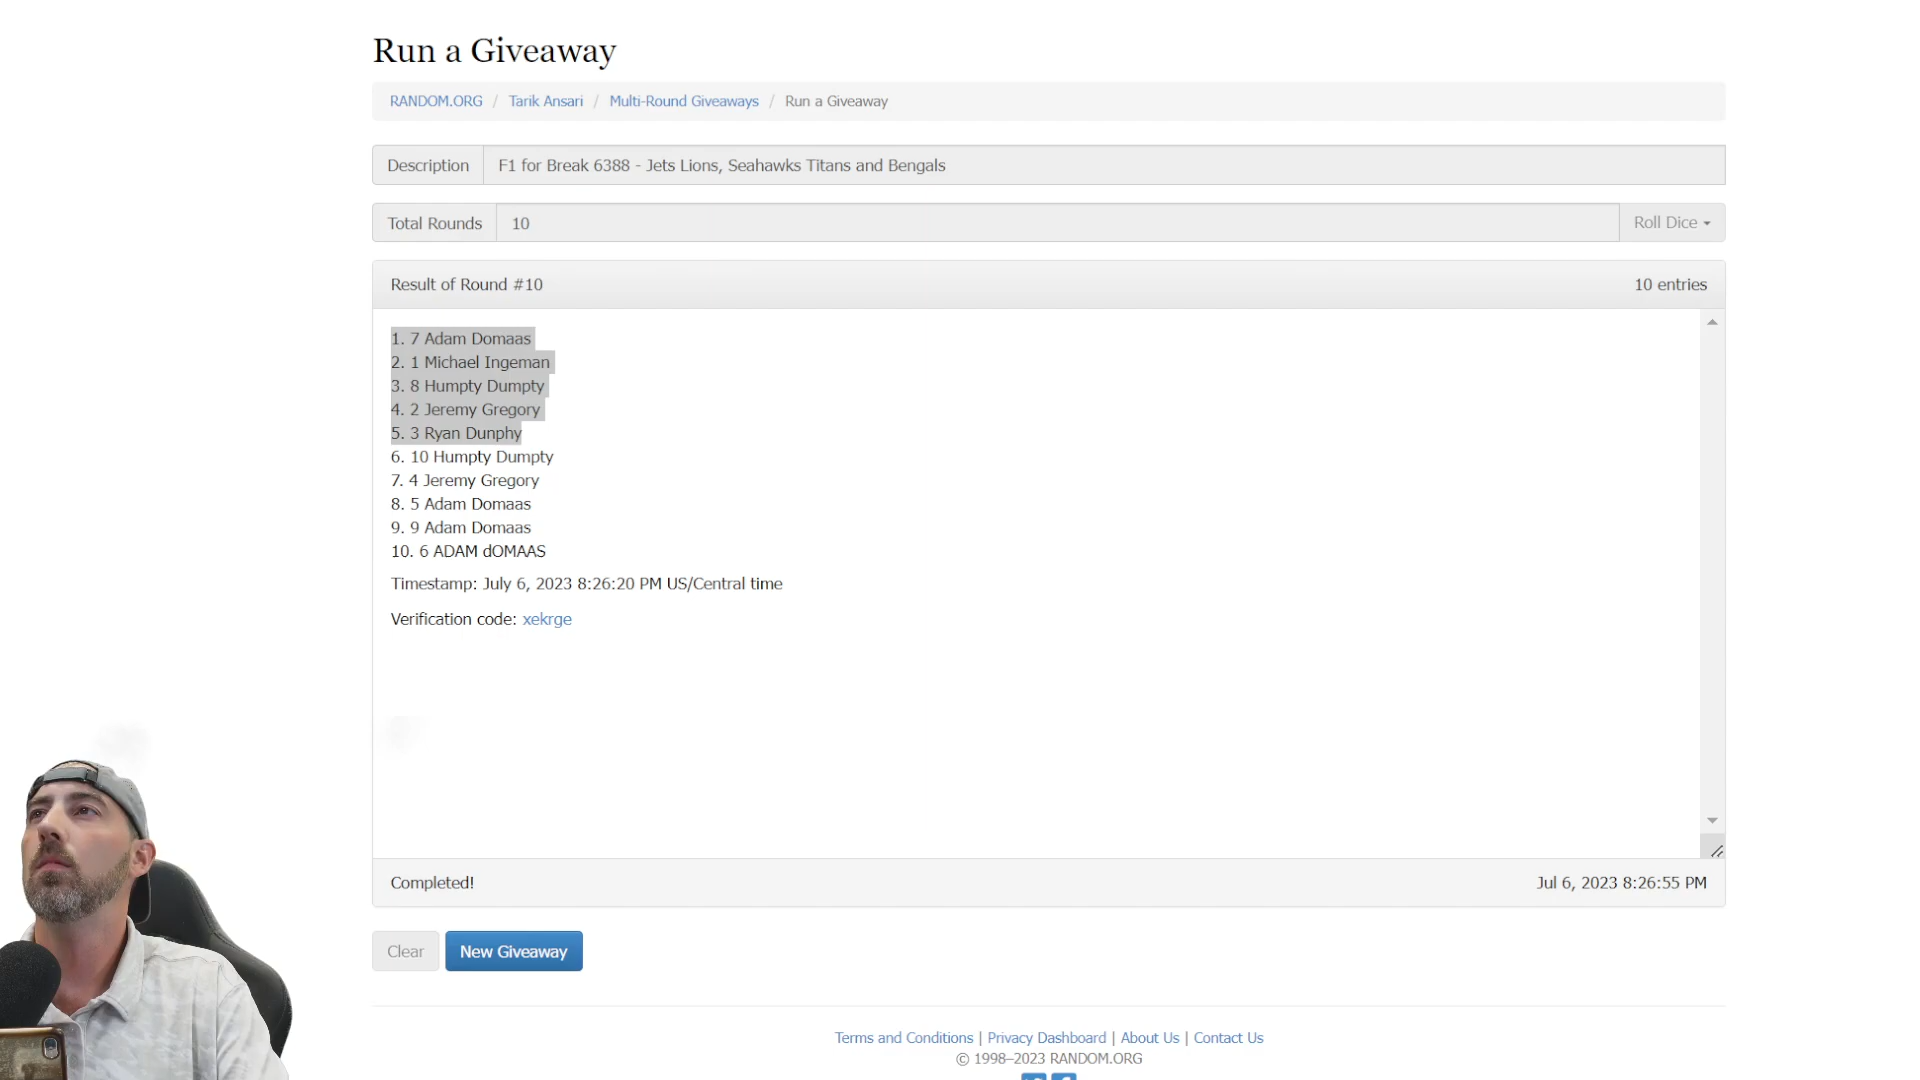 Run a Giveaway
RANDOM.ORG / Tarik Ansari / Multi-Round Giveaways / Run a Giveaway
Description F1 for Break 6388 - Jets Lions, Seahawks Titans and Bengals
Total Rounds 10 Roll Dice
Result of Round #10 10 entries
1. 7 Adam Domaas
2. 1 Michael Ingeman
3. 8 Humpty Dumpty
4. 2 Jeremy Gregory
5. 3 Ryan Dunphy
6. 10 Humpty Dumpty
7. 4 Jeremy Gregory
8. 5 Adam Domaas
9. 9 Adam Domaas
10. 6 ADAM dOMAAS
Timestamp: July 6, 2023 8:26:20 PM US/Central time
Verification code: xekrge
Completed! Jul 6, 2023 8:26:55 PM
Clear New Giveaway
Terms and Conditions | Privacy Dashboard | About Us | Contact Us
© 1998–2023 RANDOM.ORG